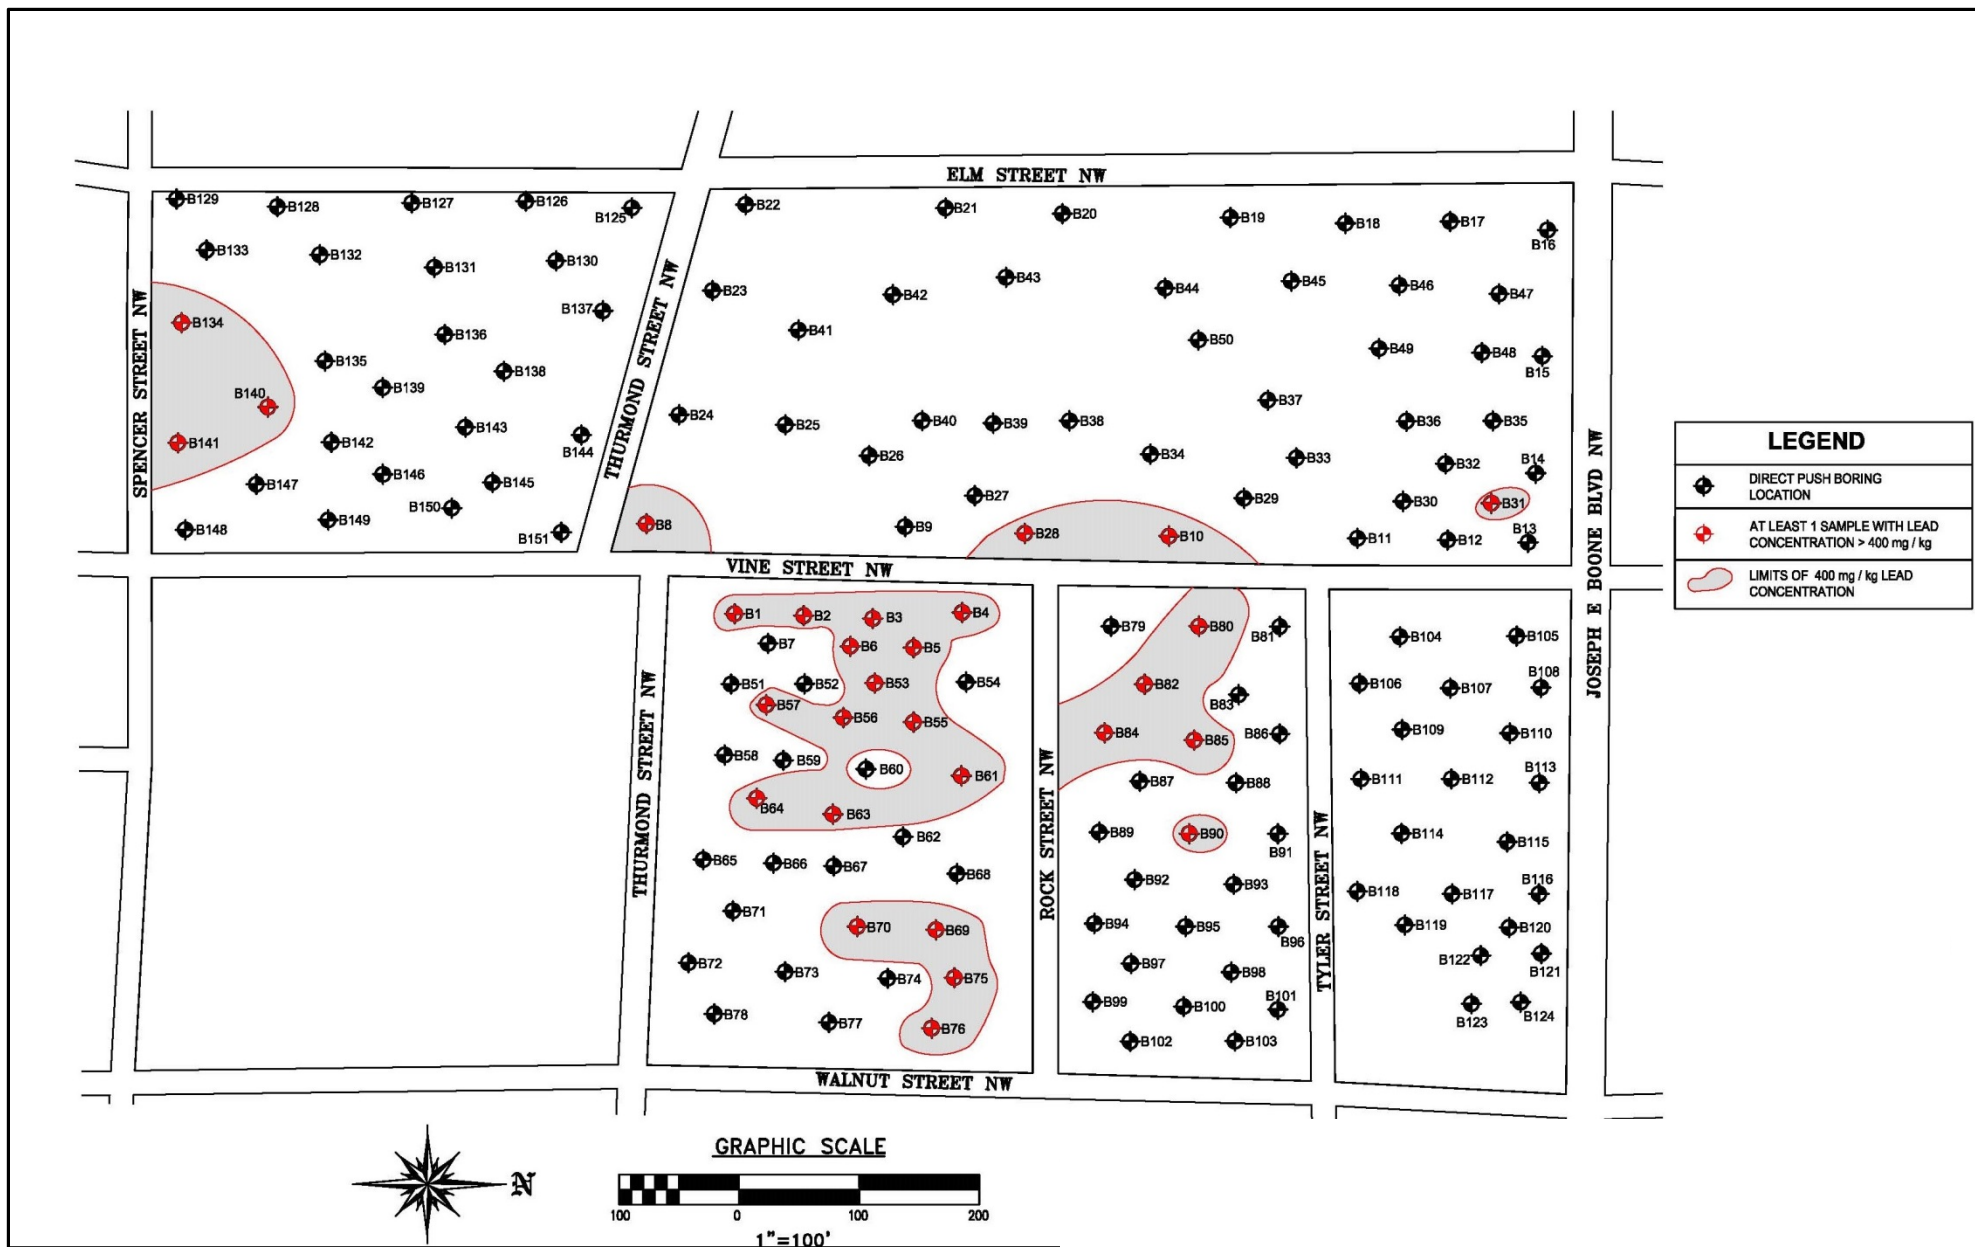 ELM STREET NW
B129
B128
B127
B126
B125
B22
B21
B20
B19
B18
B17
B16
B133
B132
B131
B130
B137
B23
B42
B43
B44
B45
B46
B47
B134
B136
B135
B139
B138
B41
B50
B49
B48
B15
B140
B141
B142
B143
B144
B24
B25
B40
B39
B38
B37
B36
B35
B26
B34
B33
B32
B14
B147
B146
B145
B150
B27
B29
B30
B31
B148
B149
B151
B8
B9
B28
B10
B11
B12
B13
SPENCER STREET NW
THURMOND STREET NW
VINE STREET NW
JOSEPH E BOONE BLVD NW
LEGEND
DIRECT PUSH BORING
LOCATION
AT LEAST 1 SAMPLE WITH LEAD
CONCENTRATION > 400 mg / kg
LIMITS OF 400 mg / kg LEAD
CONCENTRATION
B1
B2
B3
B4
B7
B6
B5
B51
B52
B53
B54
B57
B56
B55
B58
B59
B60
B61
B64
B63
B62
B65
B66
B67
B68
B71
B70
B69
B72
B73
B74
B75
B78
B77
B76
THURMOND STREET NW
ROCK STREET NW
B79
B80
B81
B82
B83
B84
B85
B86
B87
B88
B89
B90
B91
B92
B93
B94
B95
B96
B97
B98
B99
B100
B101
B102
B103
TYLER STREET NW
B104
B105
B106
B107
B108
B109
B110
B111
B112
B113
B114
B115
B118
B117
B116
B119
B120
B122
B121
B123
B124
WALNUT STREET NW
N
GRAPHIC SCALE
100 0 100 200
1"=100'